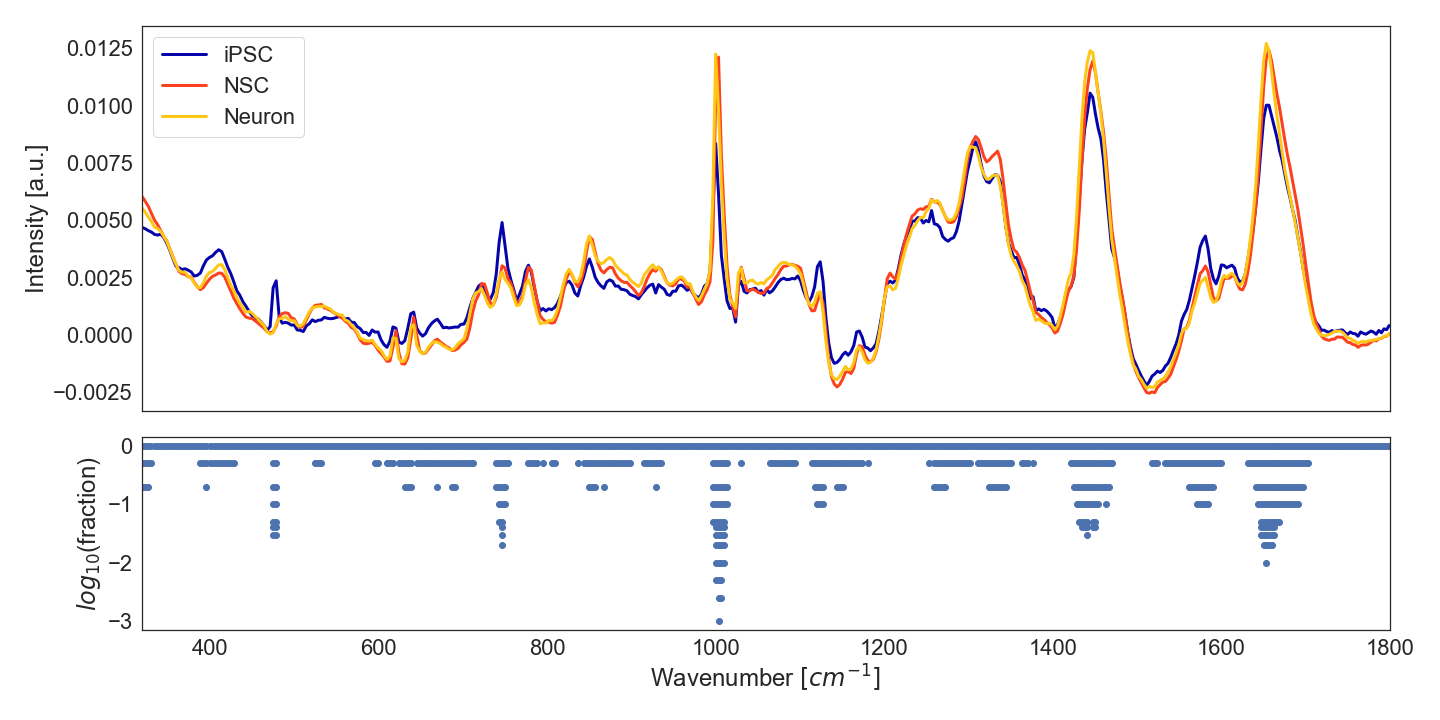 iPSC
NSC
Neuron
0.0125
0.0100
0.0075
0.0050
0.0025
0.0000
−0.0025
Intensity [a.u.]
0
−1
−2
−3
log10(fraction)
400 600 800 1000 1200 1400 1600 1800
Wavenumber [cm−1]